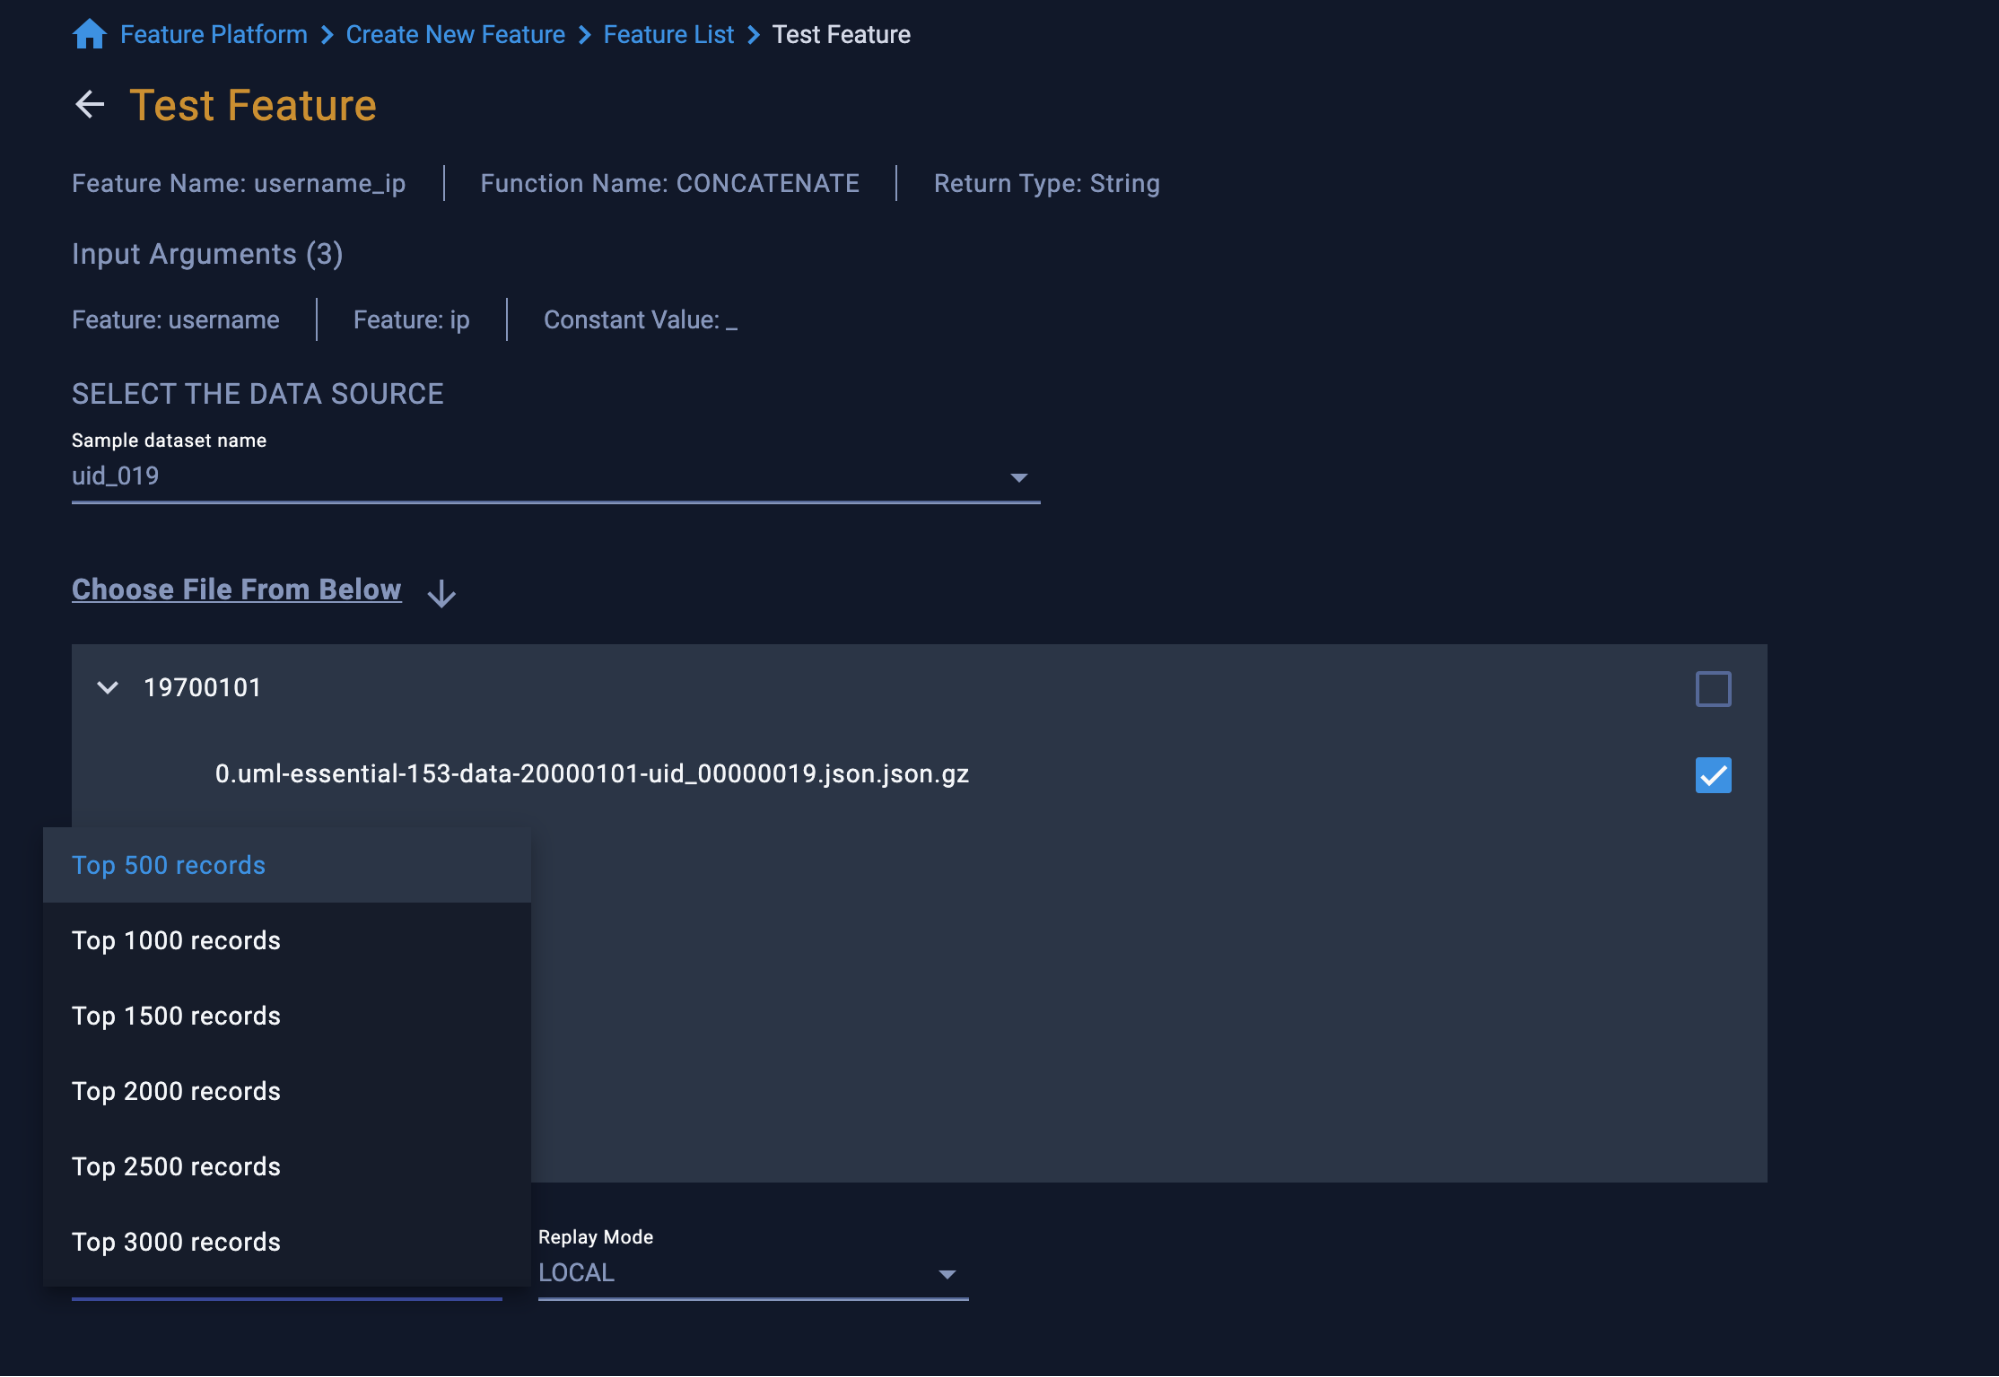 Feature Platform > Create New Feature > Feature List > Test Feature
Test Feature
Feature Name: username_ip | Function Name: CONCATENATE | Return Type: String
Input Arguments (3)
Feature: username | Feature: ip | Constant Value: _
SELECT THE DATA SOURCE
Sample dataset name
uid_019
Choose File From Below
19700101
0.uml-essential-153-data-20000101-uid_00000019.json.json.gz
Top 500 records
Top 1000 records
Top 1500 records
Top 2000 records
Top 2500 records
Top 3000 records
Replay Mode
LOCAL